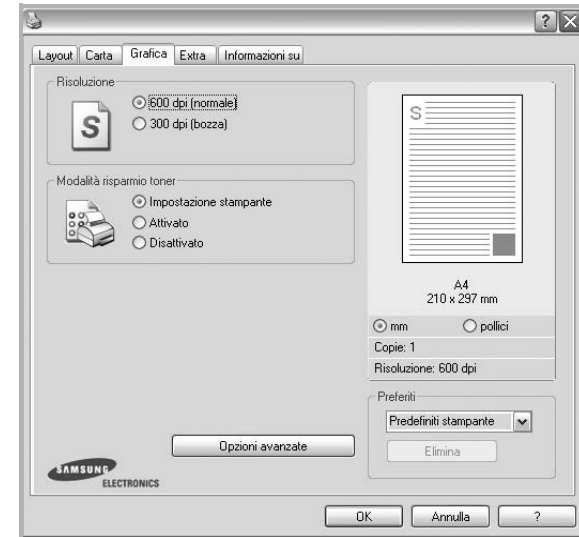 Layout Carta Grafica Extra Informazioni su
Risoluzione
600 dpi (normale)
300 dpi (bozza)
S
Modalità risparmio toner
Impostazione stampante
Attivato
Disattivato
Opzioni avanzate
SAMSUNG
ELECTRONICS
S
A4
210 x 297 mm
mm pollici
Copie: 1
Risoluzione: 600 dpi
Preferiti
Predefiniti stampante
Elimina
OK Annulla ?